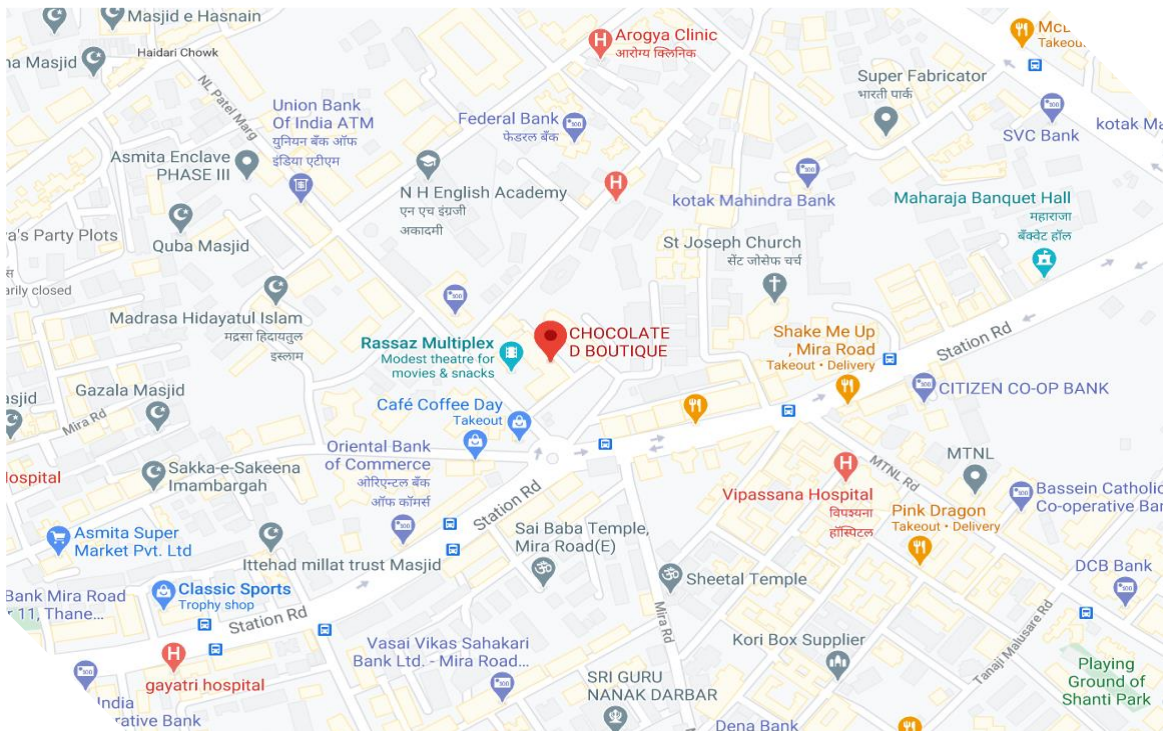 Masjid e Hasnain
Haidari Chowk
Masjid
NL Patel Marg
Arogya Clinic
आरोग्य क्लिनिक
Takeou
Super Fabricator
भारती पार्क
SVC Bank
kotak
Union Bank
Of India ATM
युनियन बैंक ऑफ
इंडिया एटीएम
Federal Bank
फेडरल बँक
Asmita Enclave
PHASE III
N H English Academy
एन एच इंग्रजी
अकादमी
kotak Mahindra Bank
Maharaja Banquet Hall
महाराजा
बँक्वेट हॉल
Party Plots
Quba Masjid
St Joseph Church
सेंट जोसेफ चर्च
closed
Madrasa Hidayatul Islam
मद्रसा हिदायतुल
इस्लाम
Rassaz Multiplex
Modest theatre for
movies & snacks
CHOCOLATE
D BOUTIQUE
Shake Me Up
, Mira Road
Takeout • Delivery
Station Rd
Gazala Masjid
Mira Rd
Café Coffee Day
Takeout
CITIZEN CO-OP BANK
Oriental Bank
of Commerce
ओरिएन्टल बैंक
ऑफ कॉमर्स
Sakka-e-Sakeena
Imambargah
MTNL
MTNL Rd
Vipassana Hospital
विपश्यना
हॉस्पिटल
Pink Dragon
Takeout • Delivery
Bassein Catholic
Co-operative
Station Rd
Asmita Super
Market Pvt. Ltd
Sai Baba Temple,
Mira Road(E)
Ittehad millat trust Masjid
Sheetal Temple
DCB Bank
Classic Sports
Trophy shop
Bank Mira Road
11, Thane...
Station Rd
Mira Rd
Tanaji Malusare Rd
Vasai Vikas Sahakari
Bank Ltd. - Mira Road...
Kori Box Supplier
gayatri hospital
SRI GURU
NANAK DARBAR
Playing
Ground of
Shanti Park
India
Bank
Dena Bank